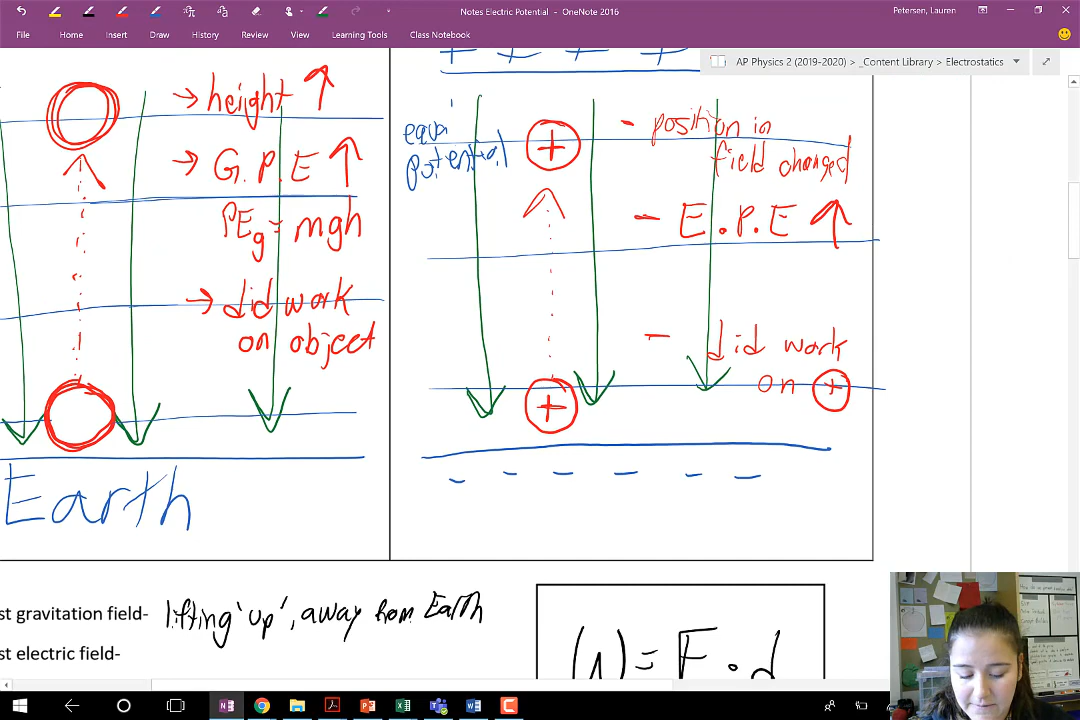 Notes Electric Potential - OneNote 2016
Petersen, Lauren
File Home Insert Draw History Review View Learning Tools Class Notebook
AP Physics 2 (2019-2020) > _Content Library > Electrostatics
→ height ↑
→ G.P.E ↑
PEg = mgh
→ did work
on object
Earth
+ + + +
equi
potential
+
- position in
field changed
- E.P.E ↑
- did work
on +
+
- - - - - -
st gravitation field- lifting 'up', away from Earth
st electric field-
W = F · d